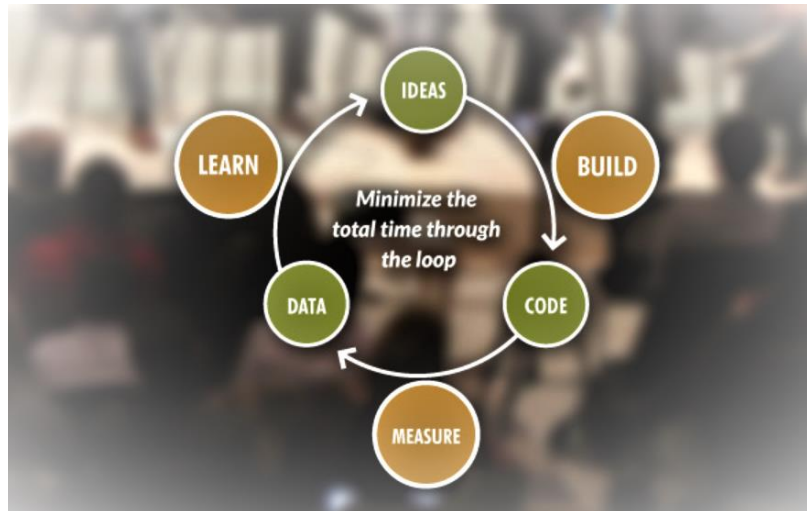 IDEAS
LEARN
BUILD
Minimize the
total time through
the loop
DATA
CODE
MEASURE